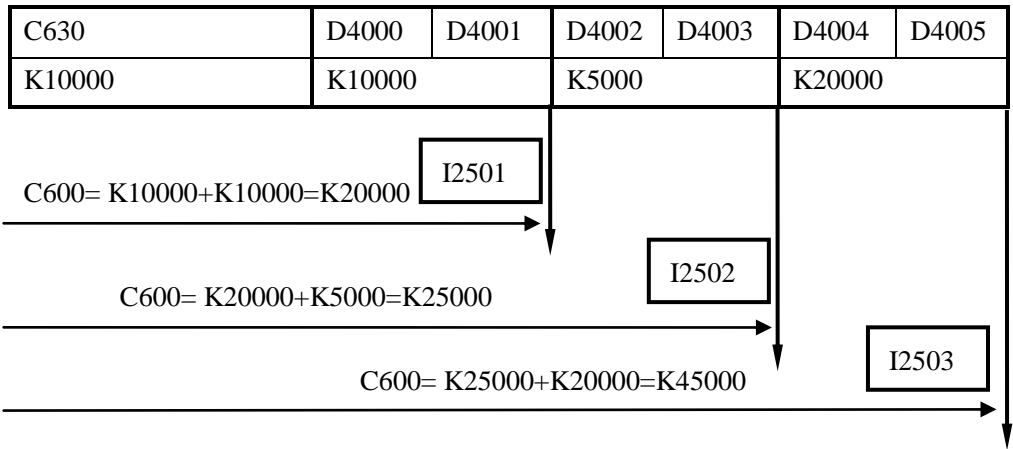 C630 D4000 D4001 D4002 D4003 D4004 D4005
K10000 K10000 K5000 K20000
I2501
C600= K10000+K10000=K20000
I2502
C600= K20000+K5000=K25000
I2503
C600= K25000+K20000=K45000